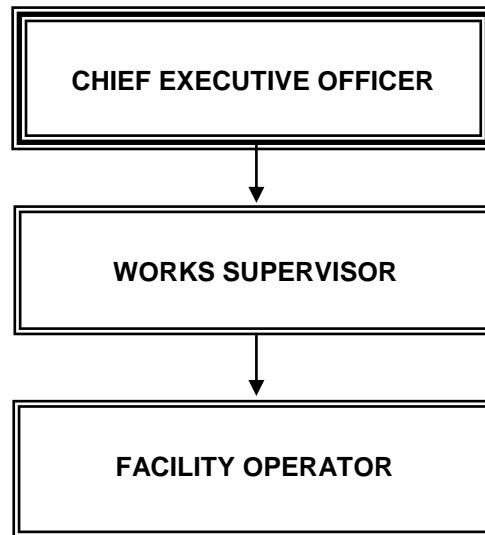 CHIEF EXECUTIVE OFFICER
WORKS SUPERVISOR
FACILITY OPERATOR